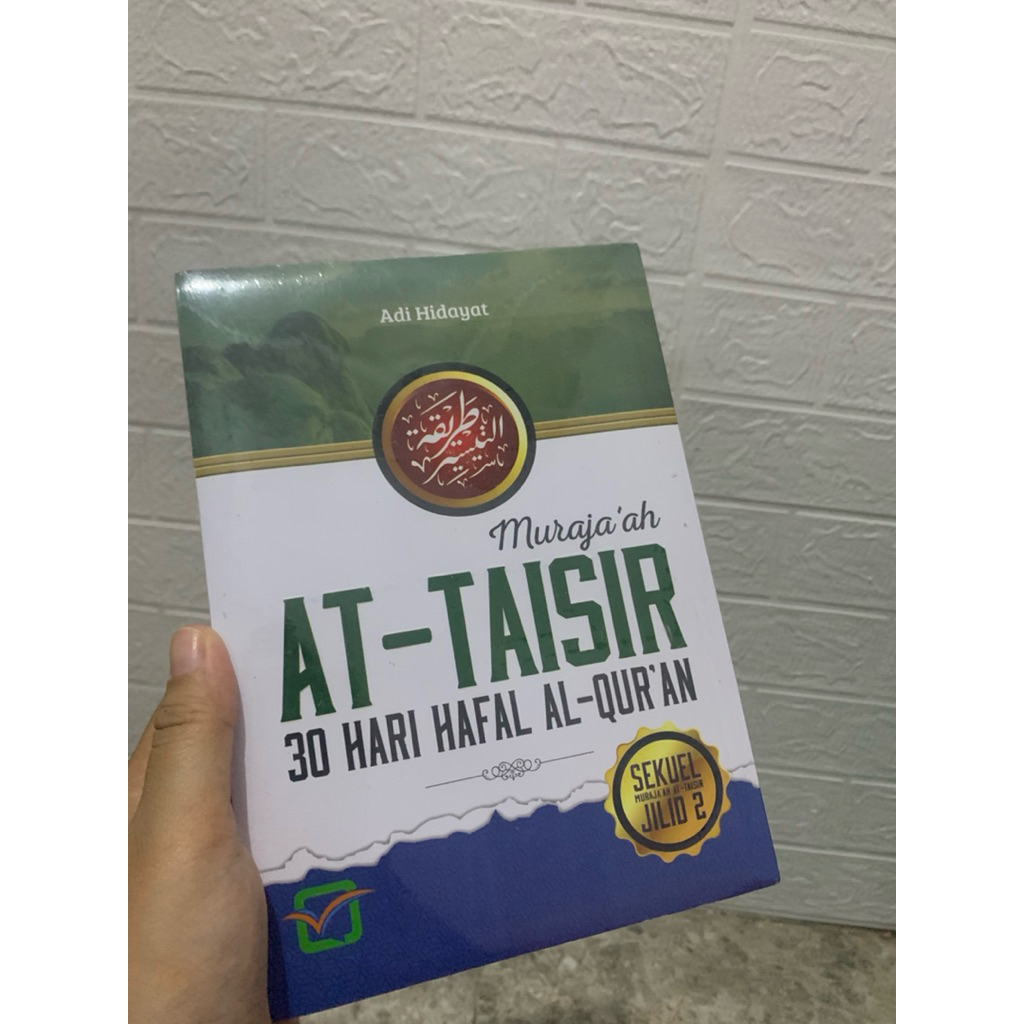 Adi Hidayat
طريقة
التيسير
Muraja'ah
AT-TAISIR
30 HARI HAFAL AL-QUR'AN
SEKUEL
MURAJA'AH AT-TAISIR
JILID 2